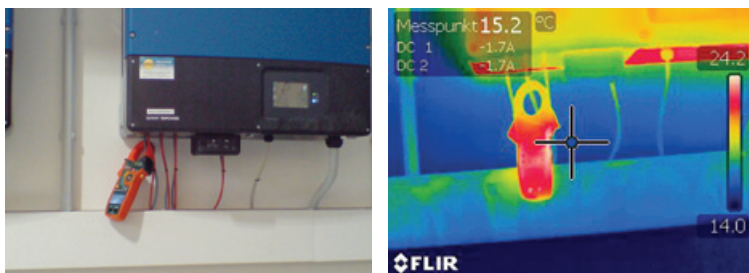 Messpunkt 15.2 °C
DC 1 -1.7A
DC 2 -1.7A
24.2
14.0
FLIR